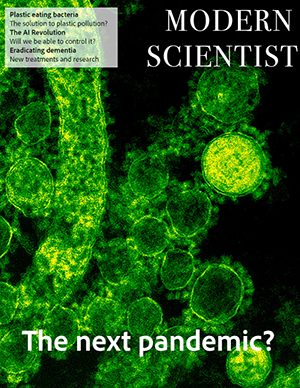 Plastic eating bacteria
The solution to plastic pollution?
The AI Revolution
Will we be able to control it?
Eradicating dementia
New treatments and research
MODERN
SCIENTIST
The next pandemic?